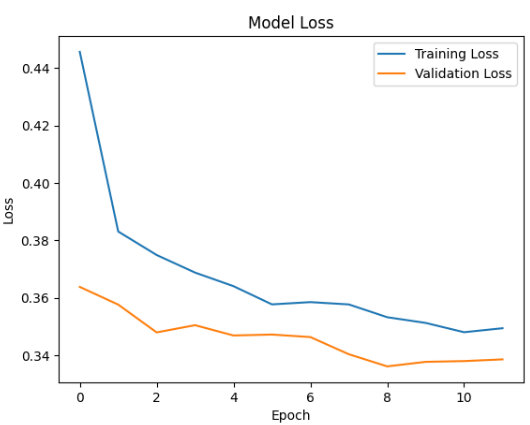 Model Loss
Training Loss
Validation Loss
0.44
0.42
0.40
0.38
0.36
0.34
Loss
0 2 4 6 8 10
Epoch